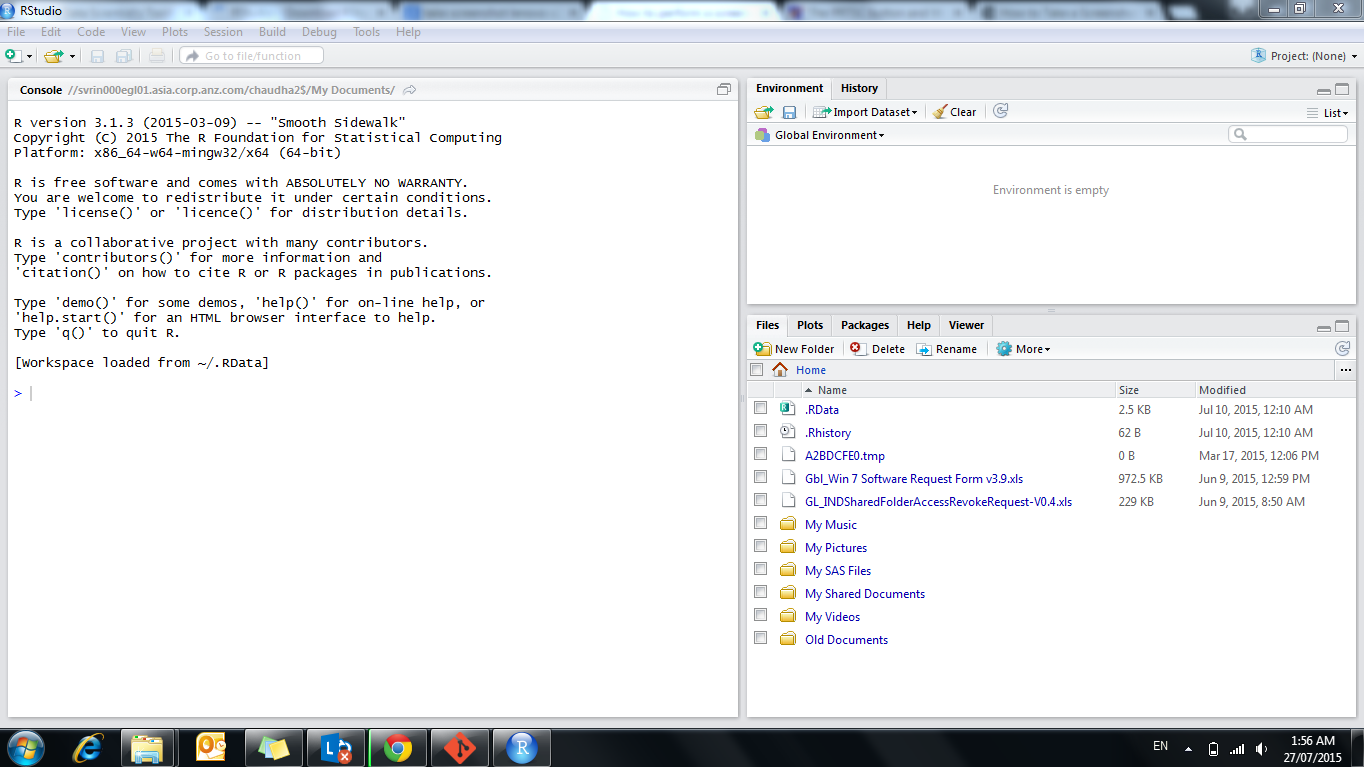 RStudio
File Edit Code View Plots Session Build Debug Tools Help
Go to file/function
Project: (None)
Console //svrin000egl01.asia.corp.anz.com/chaudha2$/My Documents/
R version 3.1.3 (2015-03-09) -- "Smooth Sidewalk"
Copyright (C) 2015 The R Foundation for Statistical Computing
Platform: x86_64-w64-mingw32/x64 (64-bit)
R is free software and comes with ABSOLUTELY NO WARRANTY.
You are welcome to redistribute it under certain conditions.
Type 'license()' or 'licence()' for distribution details.
R is a collaborative project with many contributors.
Type 'contributors()' for more information and
'citation()' on how to cite R or R packages in publications.
Type 'demo()' for some demos, 'help()' for on-line help, or
'help.start()' for an HTML browser interface to help.
Type 'q()' to quit R.
[Workspace loaded from ~/.RData]
>
Environment History
Import Dataset Clear List
Global Environment
Environment is empty
Files Plots Packages Help Viewer
New Folder Delete Rename More
Home ...
Name Size Modified
.RData 2.5 KB Jul 10, 2015, 12:10 AM
.Rhistory 62 B Jul 10, 2015, 12:10 AM
A2BDCFE0.tmp 0 B Mar 17, 2015, 12:06 PM
Gbl_Win 7 Software Request Form v3.9.xls 972.5 KB Jun 9, 2015, 12:59 PM
GL_INDSharedFolderAccessRevokeRequest-V0.4.xls 229 KB Jun 9, 2015, 8:50 AM
My Music
My Pictures
My SAS Files
My Shared Documents
My Videos
Old Documents
EN
1:56 AM
27/07/2015